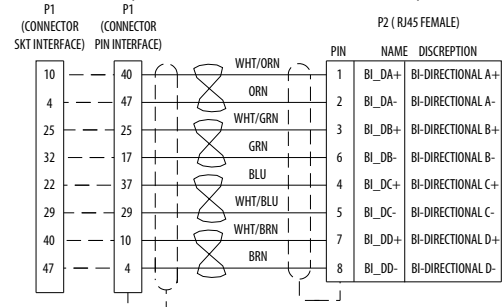 P1 P1
(CONNECTOR (CONNECTOR P2 ( RJ45 FEMALE)
SKT INTERFACE) PIN INTERFACE)
PIN NAME DISCREPTION
10 40 WHT/ORN 1 BI_DA+ BI-DIRECTIONAL A+
4 47 ORN 2 BI_DA- BI-DIRECTIONAL A-
25 25 WHT/GRN 3 BI_DB+ BI-DIRECTIONAL B+
32 17 GRN 6 BI_DB- BI-DIRECTIONAL B-
22 37 BLU 4 BI_DC+ BI-DIRECTIONAL C+
29 29 WHT/BLU 5 BI_DC- BI-DIRECTIONAL C-
40 10 WHT/BRN 7 BI_DD+ BI-DIRECTIONAL D+
47 4 BRN 8 BI_DD- BI-DIRECTIONAL D-